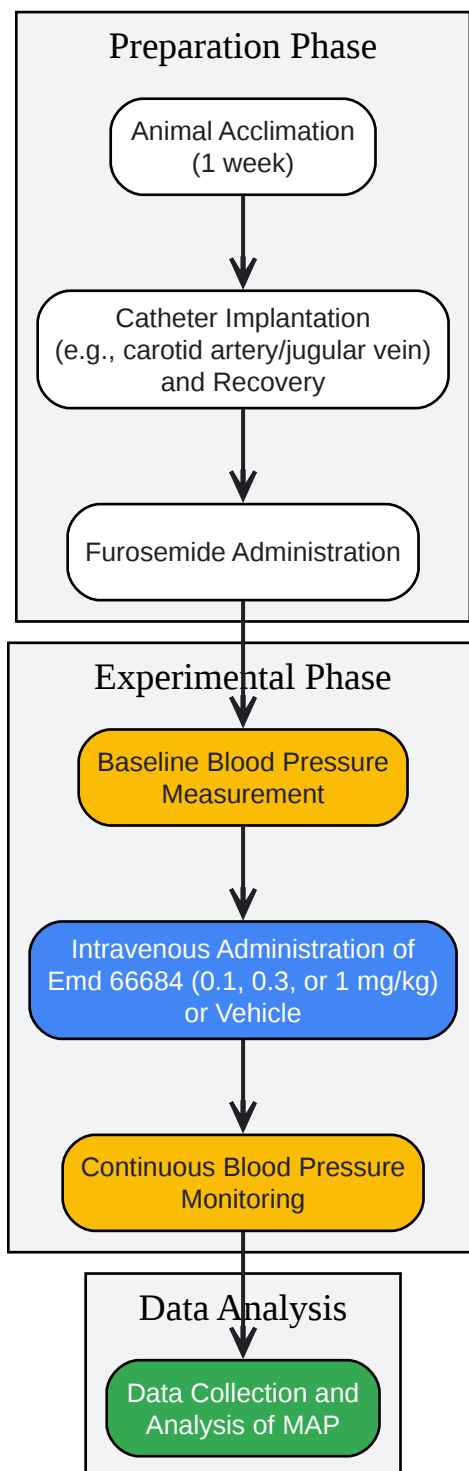 Preparation Phase
Animal Acclimation
(1 week)
Catheter Implantation
(e.g., carotid artery/jugular vein)
and Recovery
Furosemide Administration
Experimental Phase
Baseline Blood Pressure
Measurement
Intravenous Administration of
Emd 66684 (0.1, 0.3, or 1 mg/kg)
or Vehicle
Continuous Blood Pressure
Monitoring
Data Analysis
Data Collection and
Analysis of MAP